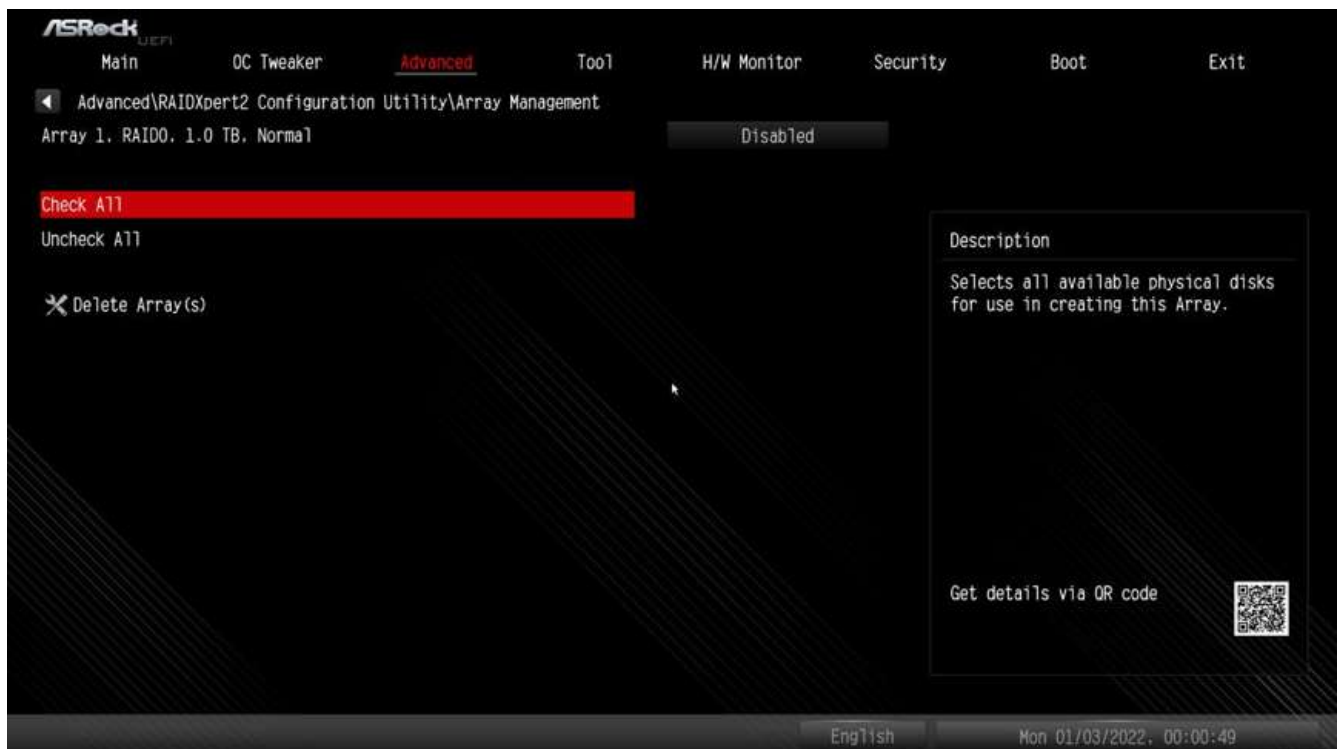 ASRock
UEFI
Main OC Tweaker Advanced Tool H/W Monitor Security Boot Exit
Advanced\RAIDXpert2 Configuration Utility\Array Management
Array 1, RAID0, 1.0 TB, Normal Disabled
Check All
Uncheck All
Delete Array(s)
Description
Selects all available physical disks
for use in creating this Array.
Get details via QR code
English Mon 01/03/2022, 00:00:49